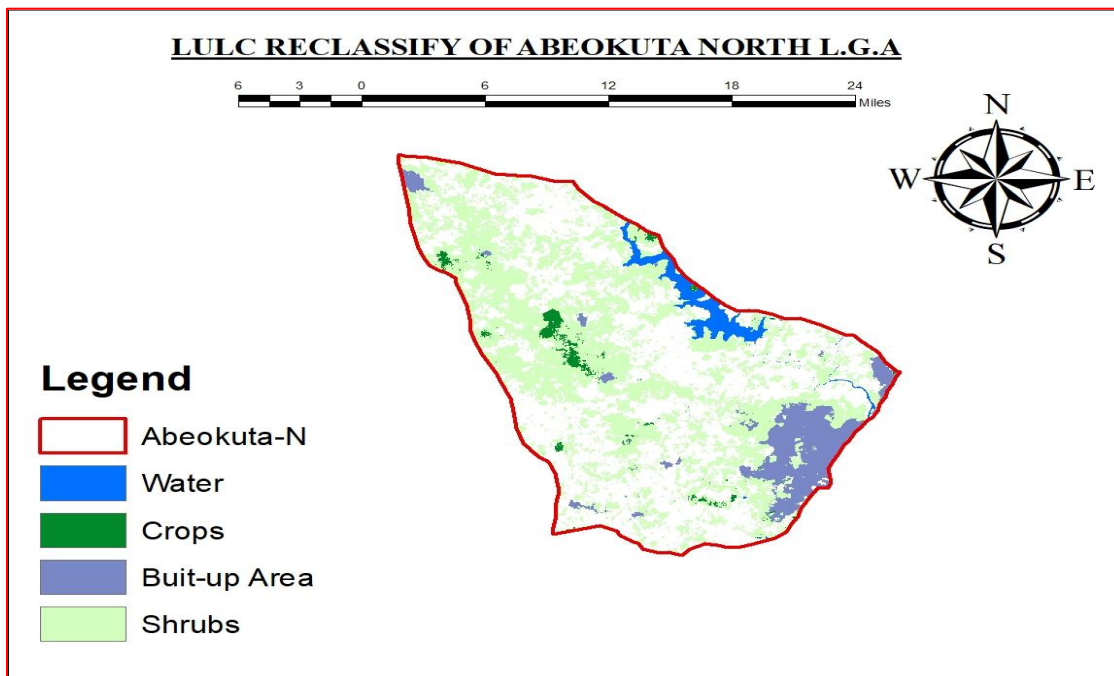 LULC RECLASSIFY OF ABEOKUTA NORTH L.G.A
6 3 0 6 12 18 24
Miles
N
W E
S
Legend
Abeokuta-N
Water
Crops
Buit-up Area
Shrubs